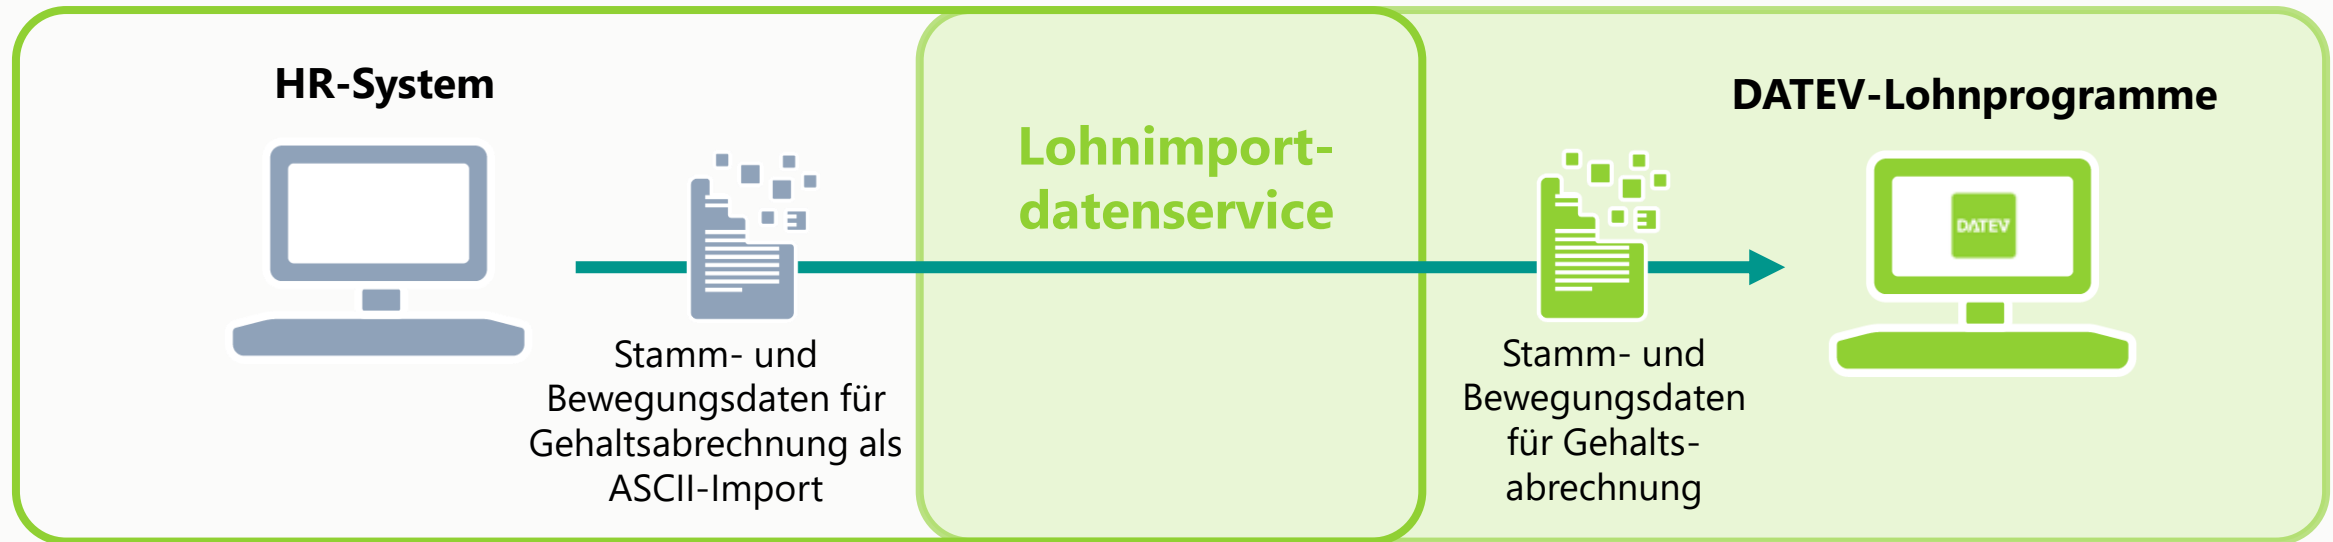 HR-System
Stamm- und
Bewegungsdaten für
Gehaltsabrechnung als
ASCII-Import
Lohnimport-
datenservice
Stamm- und
Bewegungsdaten
für Gehalts-
abrechnung
DATEV-Lohnprogramme
DATEV